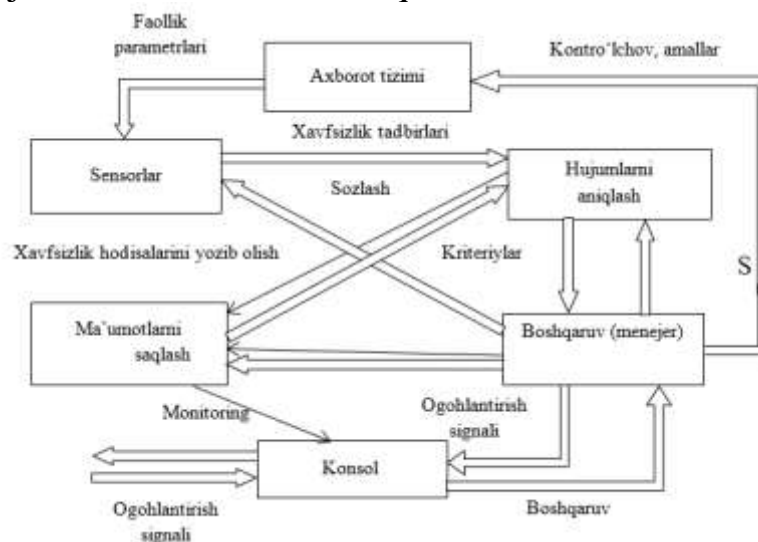 Faollik
parametrlari
Axborot tizimi
Kontro´lchov, amallar
Xavfsizlik tadbirlari
Sensorlar
Sozlash
Hujumlarni
aniqlash
Xavfsizlik hodisalarini yozib olish
Kriteriylar
S
Ma`umotlarni
saqlash
Boshqaruv (menejer)
Monitoring
Ogohlantirish
signali
Konsol
Ogohlantirish
signali
Boshqaruv